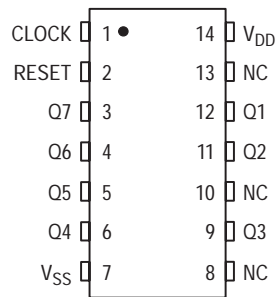 CLOCK 1 14 VDD
RESET 2 13 NC
Q7 3 12 Q1
Q6 4 11 Q2
Q5 5 10 NC
Q4 6 9 Q3
VSS 7 8 NC